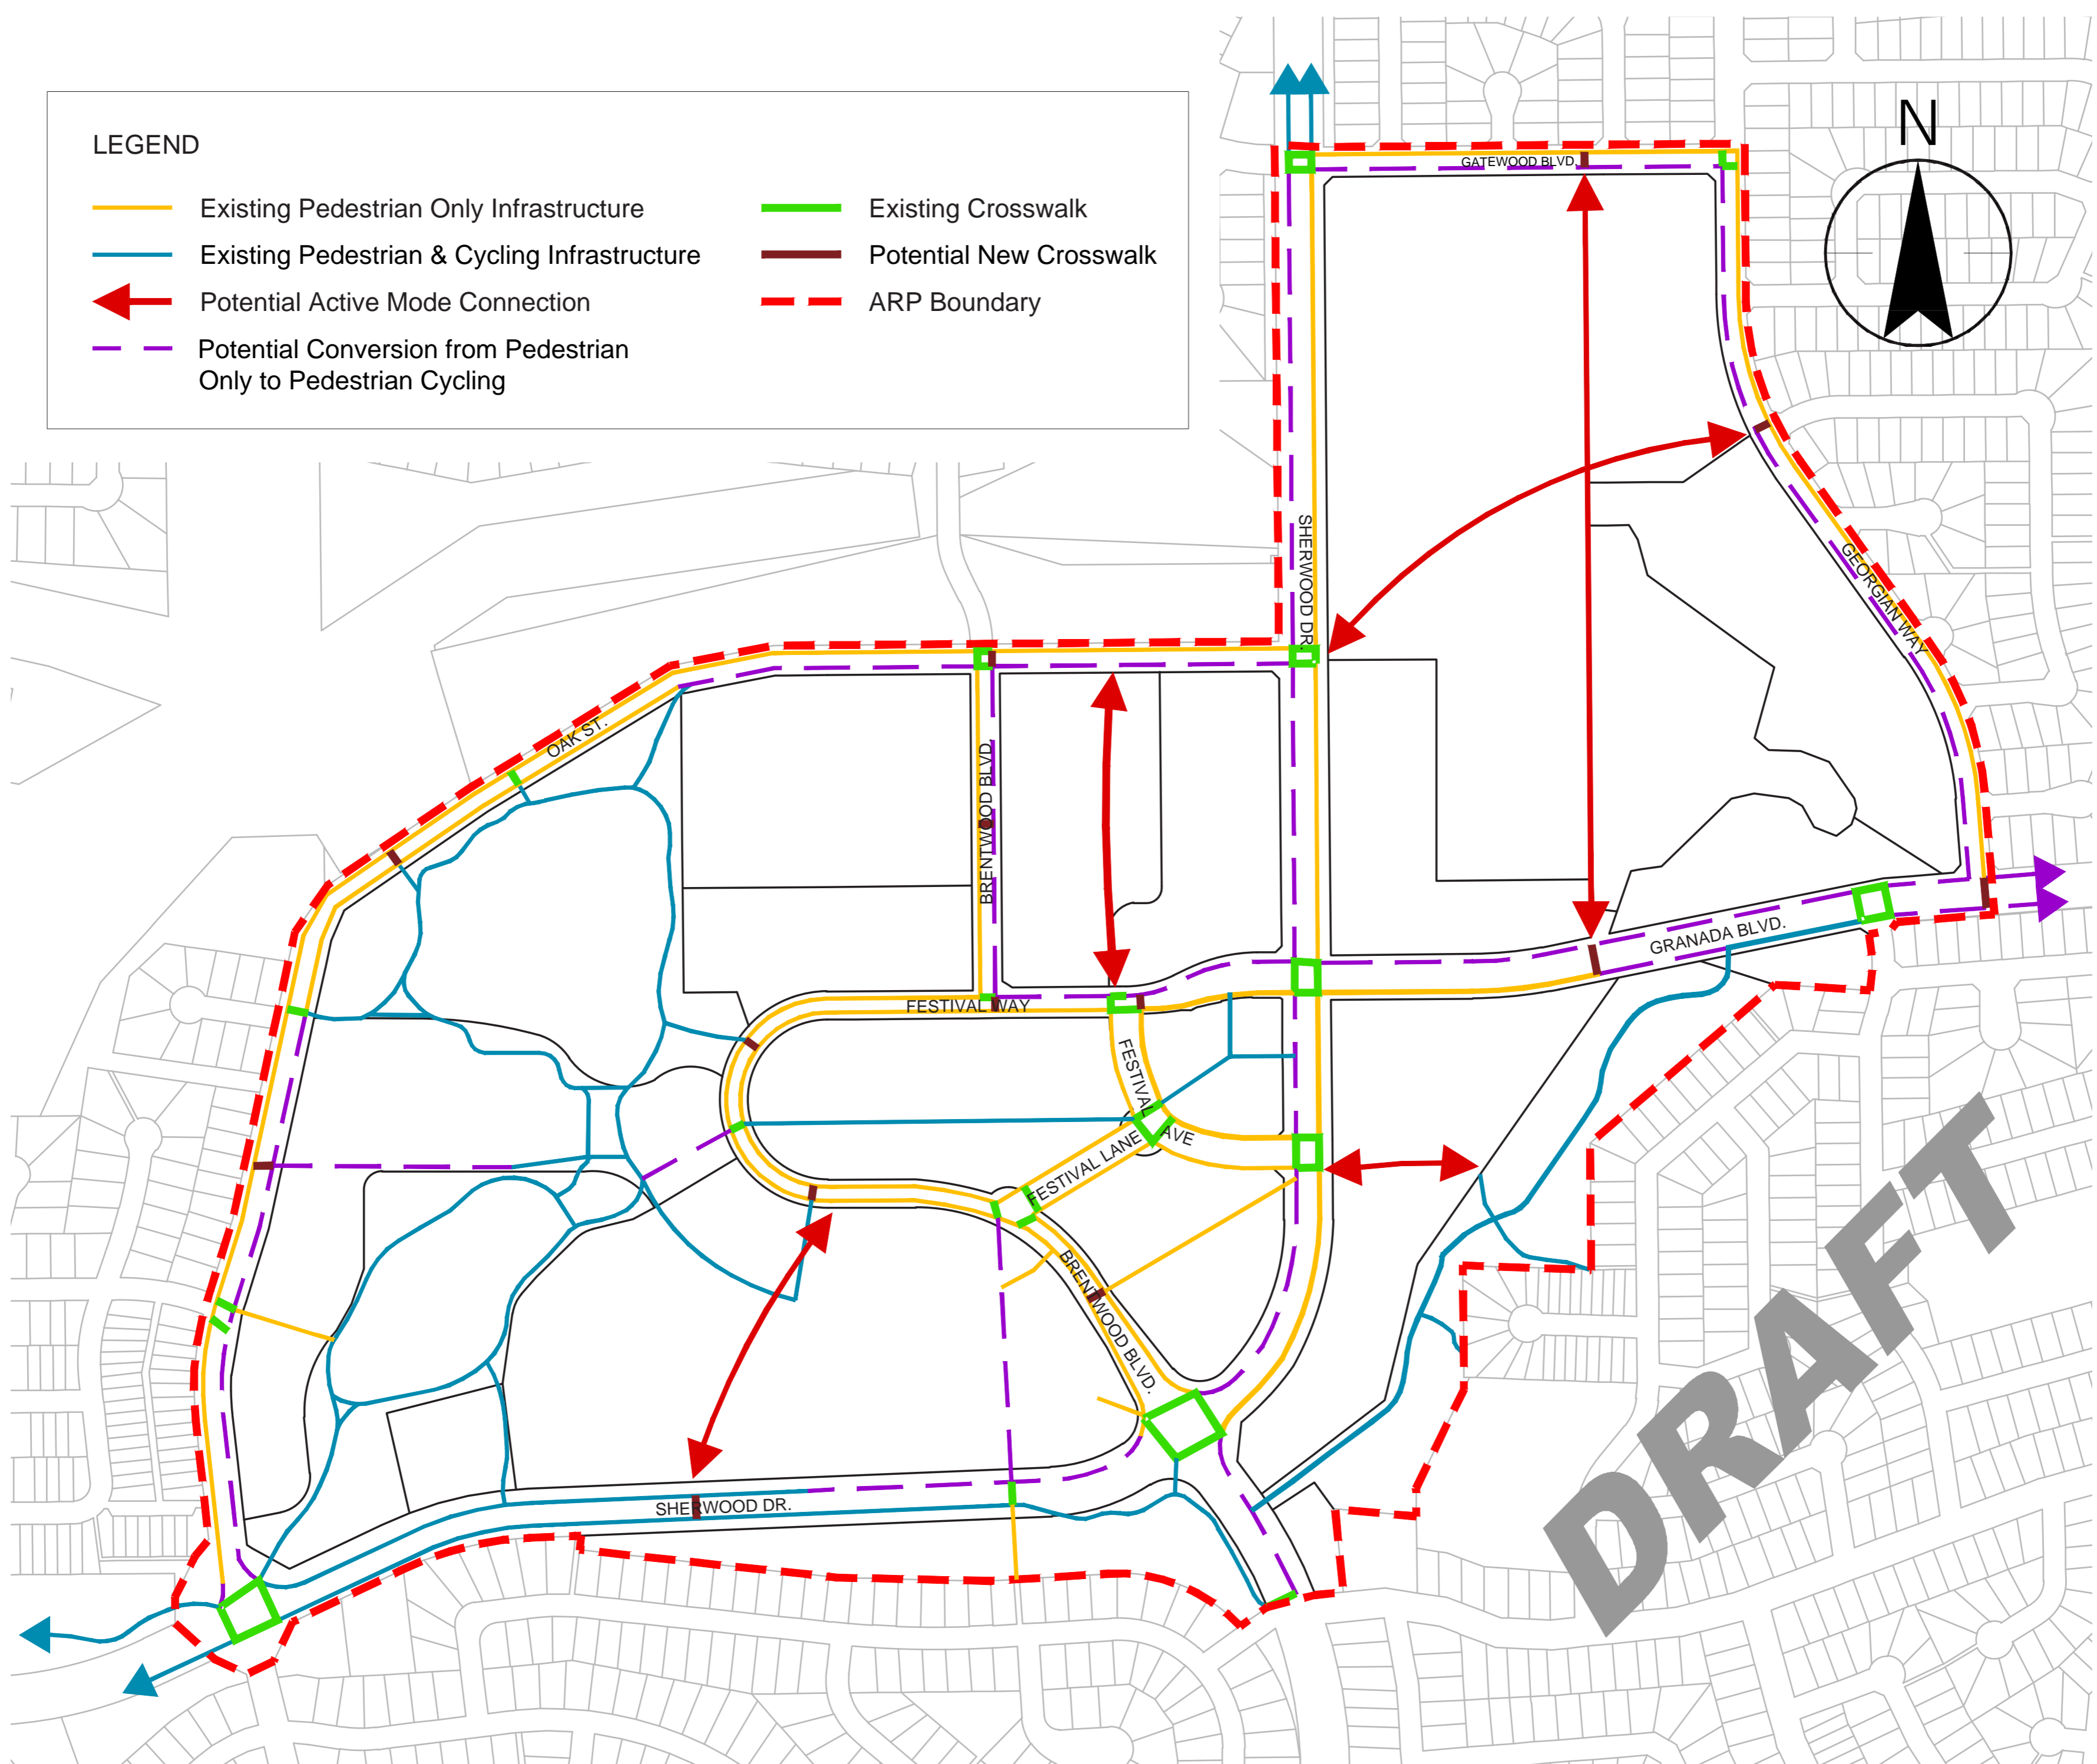 LEGEND
Existing Pedestrian Only Infrastructure
Existing Pedestrian & Cycling Infrastructure
Potential Active Mode Connection
Potential Conversion from Pedestrian
Only to Pedestrian Cycling
Existing Crosswalk
Potential New Crosswalk
ARP Boundary
N
GATEWOOD BLVD.
SHERWOOD DR.
GEORGIAN WAY
OAK ST.
BRENTWOOD BLVD.
GRANADA BLVD.
FESTIVAL WAY
FESTIVAL AVE
FESTIVAL LANE
BRENTWOOD BLVD.
SHERWOOD DR.
DRAFT